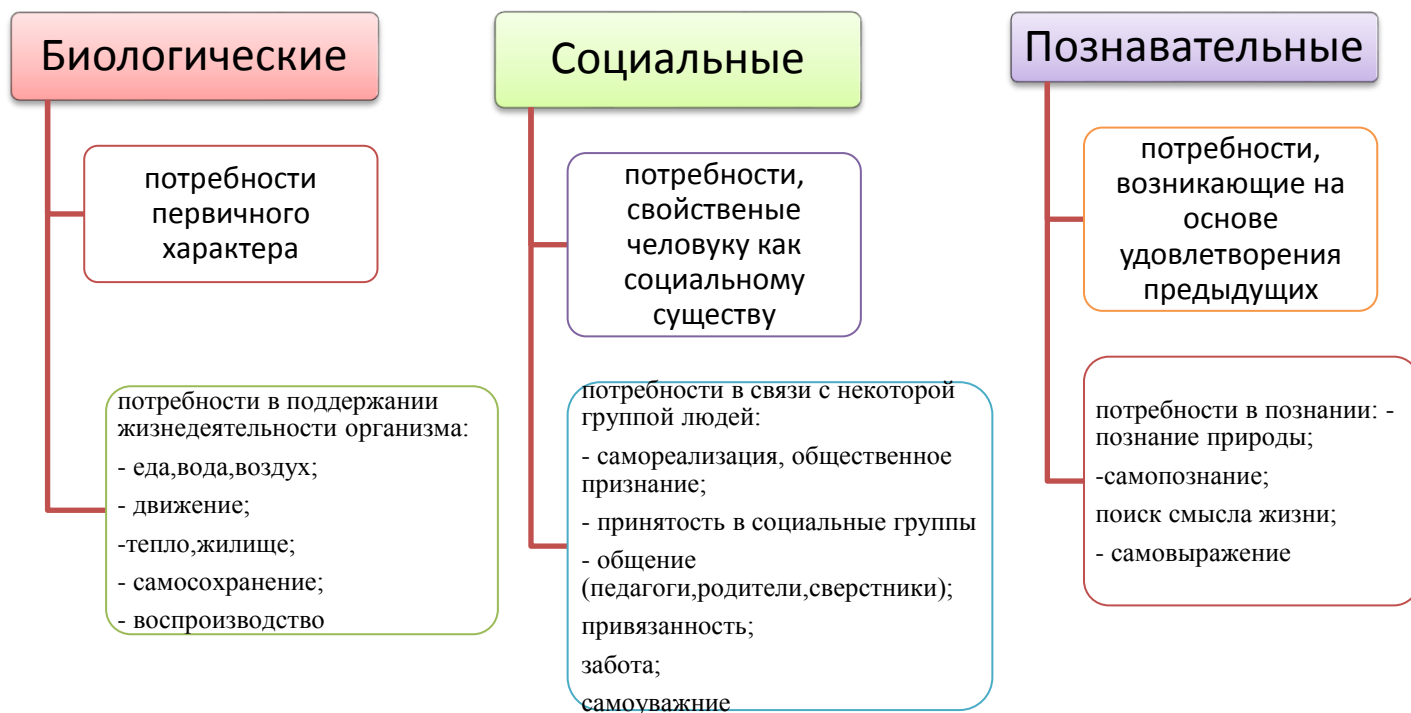 Биологические
потребности
первичного
характера
потребности в поддержании
жизнедеятельности организма:
- еда,вода,воздух;
- движение;
-тепло,жилище;
- самосохранение;
- воспроизводство
Социальные
потребности,
свойственые
человуку как
социальному
существу
потребности в связи с некоторой
группой людей:
- самореализация, общественное
признание;
- принятость в социальные группы
- общение
(педагоги,родители,сверстники);
привязанность;
забота;
самоуважние
Познавательные
потребности,
возникающие на
основе
удовлетворения
предыдущих
потребности в познании: -
познание природы;
-самопознание;
поиск смысла жизни;
- самовыражение